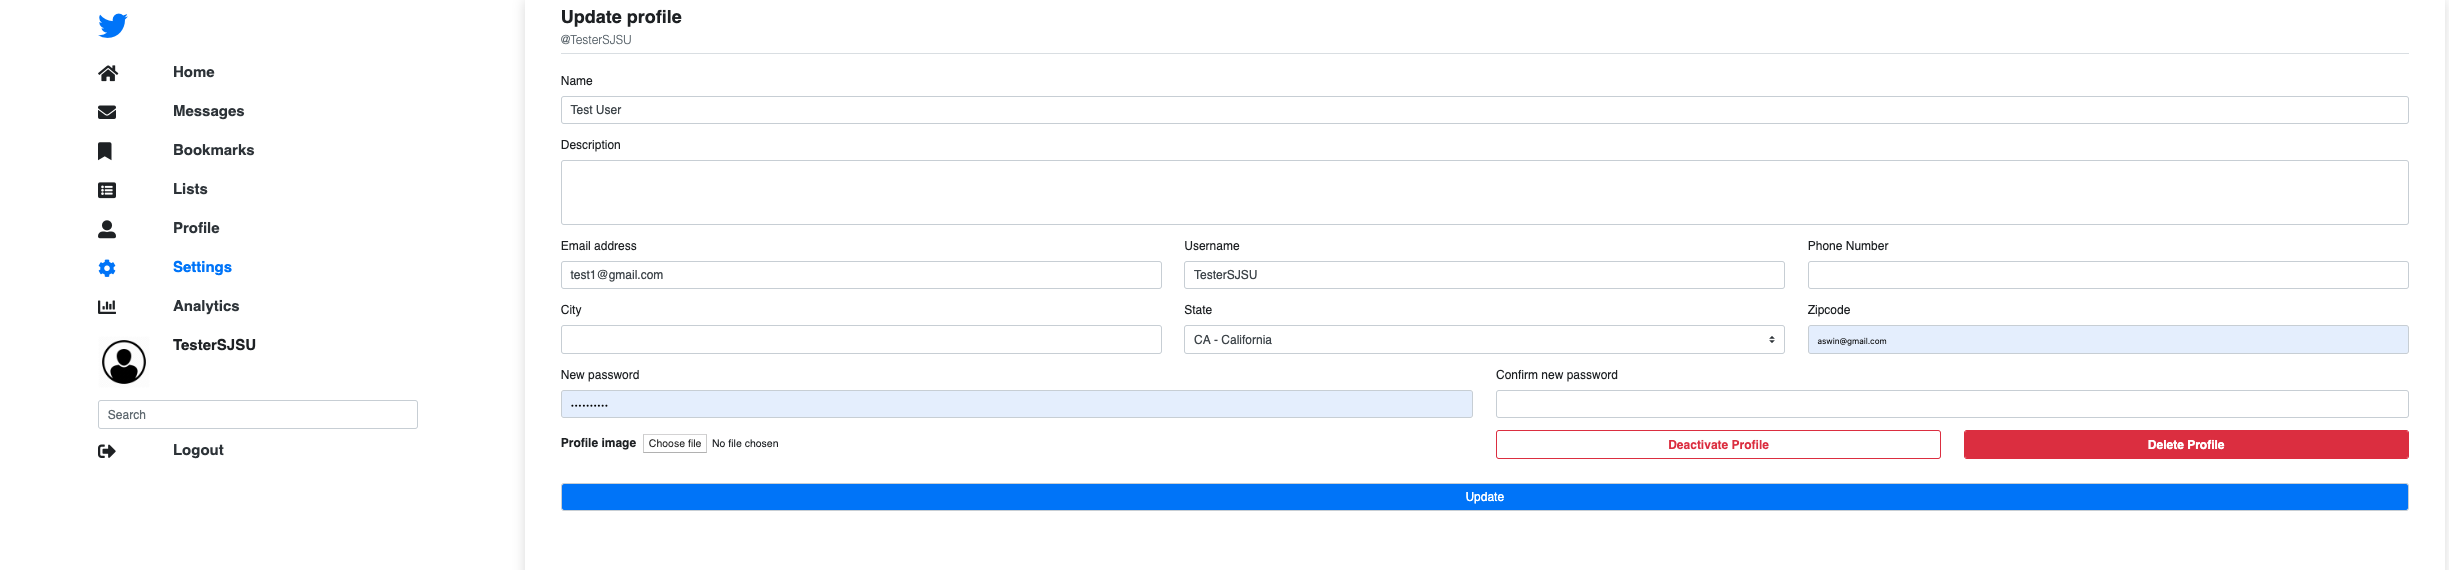 Home
Messages
Bookmarks
Lists
Profile
Settings
Analytics
TesterSJSU
Search
Logout
Update profile
@TesterSJSU
Name
Test User
Description
Email address Username Phone Number
test1@gmail.com TesterSJSU
City State Zipcode
CA - California aswin@gmail.com
New password Confirm new password
••••••••••
Profile image Choose file No file chosen Deactivate Profile Delete Profile
Update